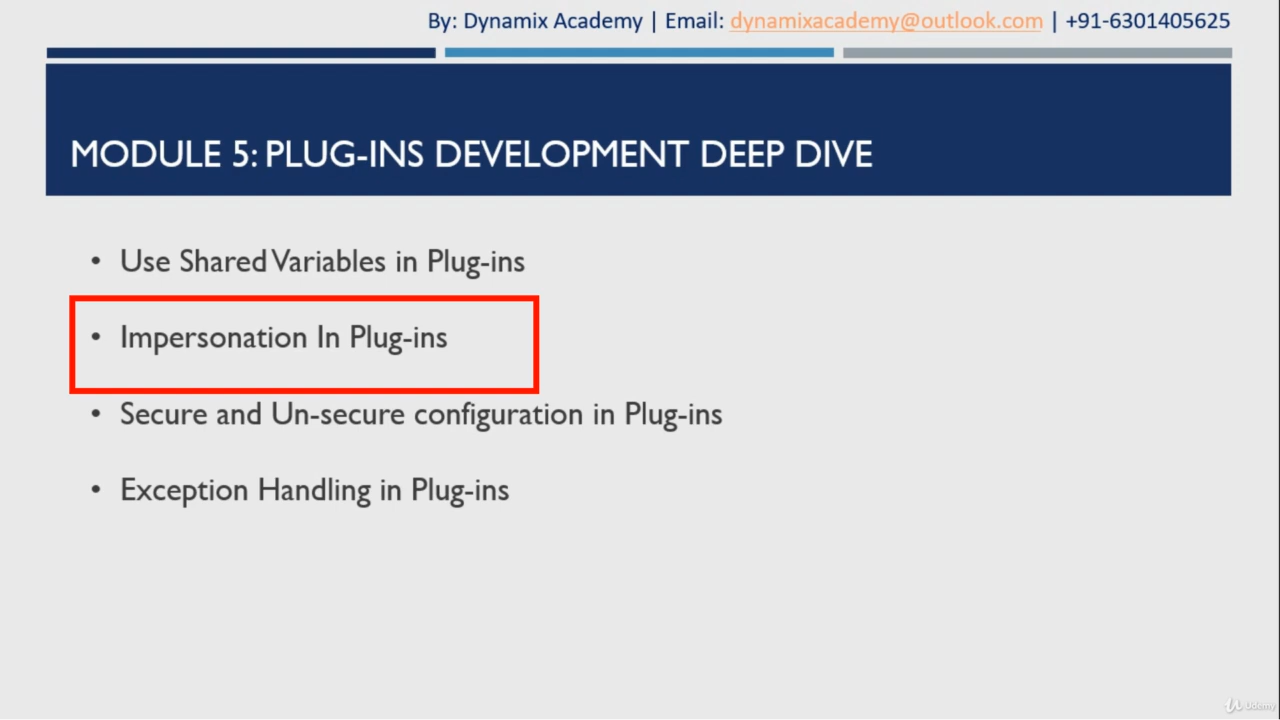 By: Dynamix Academy | Email: dynamixacademy@outlook.com | +91-6301405625
MODULE 5: PLUG-INS DEVELOPMENT DEEP DIVE
• Use Shared Variables in Plug-ins
• Impersonation In Plug-ins
• Secure and Un-secure configuration in Plug-ins
• Exception Handling in Plug-ins
Udemy